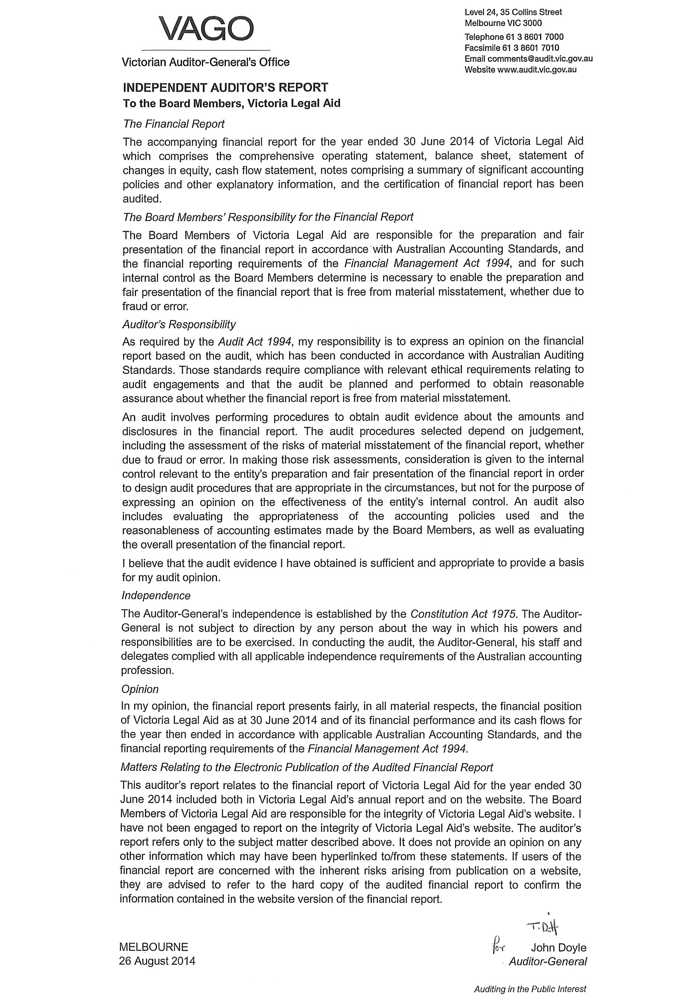 VAGO
Victorian Auditor-General's Office
Level 24, 35 Collins Street
Melbourne VIC 3000
Telephone 61 3 8601 7000
Facsimile 61 3 8601 7010
Email comments@audit.vic.gov.au
Website www.audit.vic.gov.au
INDEPENDENT AUDITOR'S REPORT
To the Board Members, Victoria Legal Aid
The Financial Report
The accompanying financial report for the year ended 30 June 2014 of Victoria Legal Aid
which comprises the comprehensive operating statement, balance sheet, statement of
changes in equity, cash flow statement, notes comprising a summary of significant accounting
policies and other explanatory information, and the certification of financial report has been
audited.
The Board Members' Responsibility for the Financial Report
The Board Members of Victoria Legal Aid are responsible for the preparation and fair
presentation of the financial report in accordance with Australian Accounting Standards, and
the financial reporting requirements of the Financial Management Act 1994, and for such
internal control as the Board Members determine is necessary to enable the preparation and
fair presentation of the financial report that is free from material misstatement, whether due to
fraud or error.
Auditor's Responsibility
As required by the Audit Act 1994, my responsibility is to express an opinion on the financial
report based on the audit, which has been conducted in accordance with Australian Auditing
Standards. Those standards require compliance with relevant ethical requirements relating to
audit engagements and that the audit be planned and performed to obtain reasonable
assurance about whether the financial report is free from material misstatement.
An audit involves performing procedures to obtain audit evidence about the amounts and
disclosures in the financial report. The audit procedures selected depend on judgement,
including the assessment of the risks of material misstatement of the financial report, whether
due to fraud or error. In making those risk assessments, consideration is given to the internal
control relevant to the entity's preparation and fair presentation of the financial report in order
to design audit procedures that are appropriate in the circumstances, but not for the purpose of
expressing an opinion on the effectiveness of the entity's internal control. An audit also
includes evaluating the appropriateness of the accounting policies used and the
reasonableness of accounting estimates made by the Board Members, as well as evaluating
the overall presentation of the financial report.
I believe that the audit evidence I have obtained is sufficient and appropriate to provide a basis
for my audit opinion.
Independence
The Auditor-General's independence is established by the Constitution Act 1975. The Auditor-
General is not subject to direction by any person about the way in which his powers and
responsibilities are to be exercised. In conducting the audit, the Auditor-General, his staff and
delegates complied with all applicable independence requirements of the Australian accounting
profession.
Opinion
In my opinion, the financial report presents fairly, in all material respects, the financial position
of Victoria Legal Aid as at 30 June 2014 and of its financial performance and its cash flows for
the year then ended in accordance with applicable Australian Accounting Standards, and the
financial reporting requirements of the Financial Management Act 1994.
Matters Relating to the Electronic Publication of the Audited Financial Report
This auditor's report relates to the financial report of Victoria Legal Aid for the year ended 30
June 2014 included both in Victoria Legal Aid's annual report and on the website. The Board
Members of Victoria Legal Aid are responsible for the integrity of Victoria Legal Aid's website. I
have not been engaged to report on the integrity of Victoria Legal Aid's website. The auditor's
report refers only to the subject matter described above. It does not provide an opinion on any
other information which may have been hyperlinked to/from these statements. If users of the
financial report are concerned with the inherent risks arising from publication on a website,
they are advised to refer to the hard copy of the audited financial report to confirm the
information contained in the website version of the financial report.
MELBOURNE
26 August 2014
for John Doyle
Auditor-General
Auditing in the Public Interest